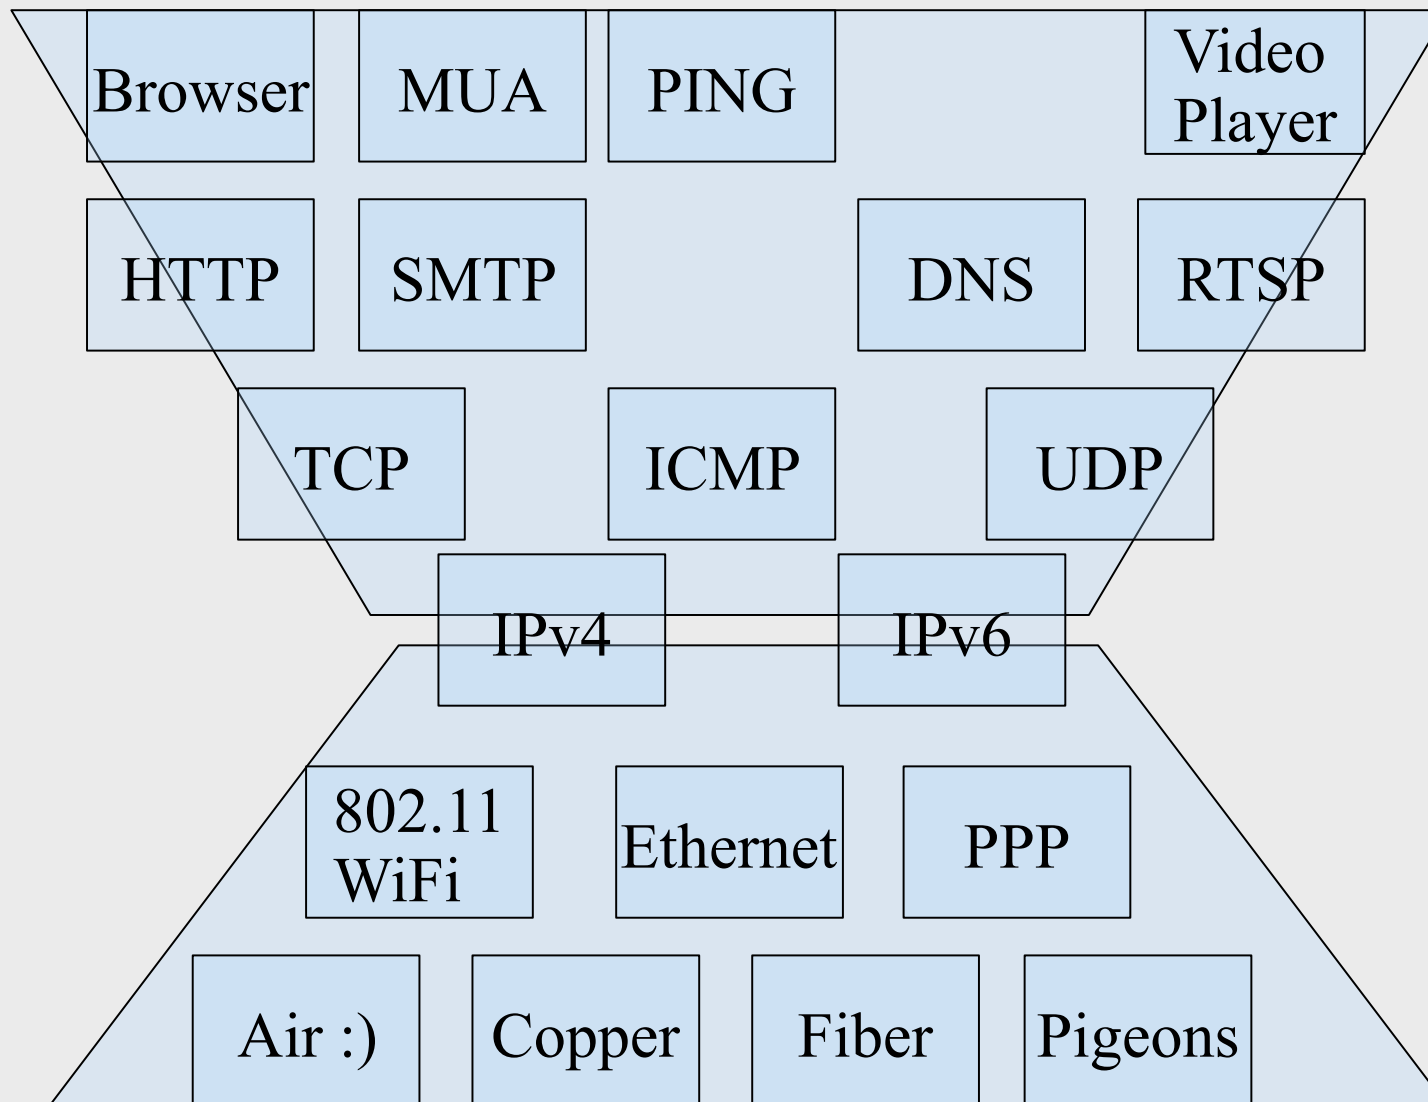 Browser
MUA
PING
Video
Player
HTTP
SMTP
DNS
RTSP
TCP
ICMP
UDP
IPv4
IPv6
802.11
WiFi
Ethernet
PPP
Air :)
Copper
Fiber
Pigeons